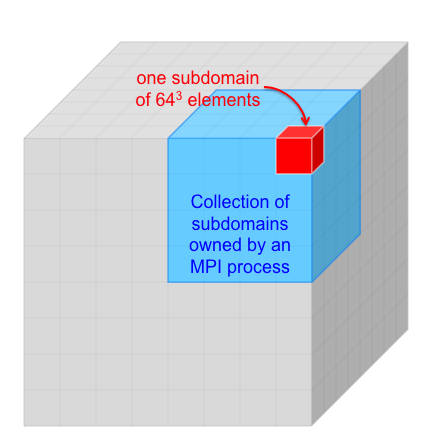 one subdomain
of 64³ elements
Collection of
subdomains
owned by an
MPI process